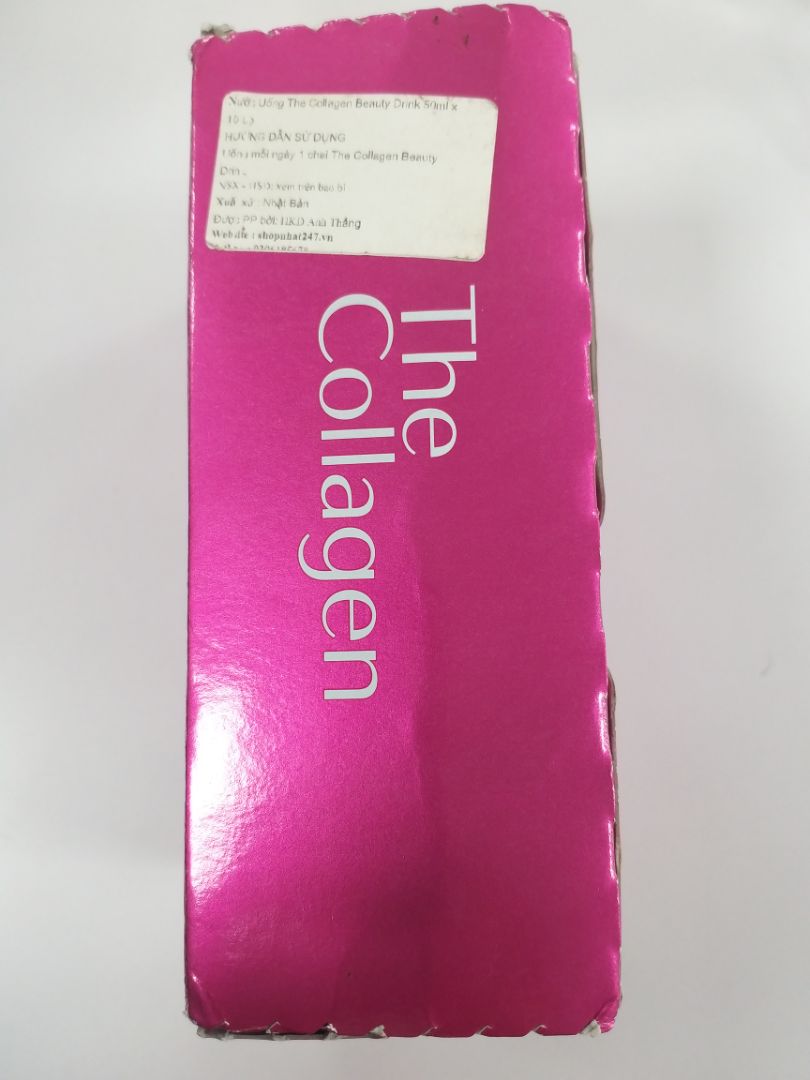 Nước Uống The Collagen Beauty Drink 50ml x
10 Lọ
HƯỚNG DẪN SỬ DỤNG
Uống mỗi ngày 1 chai The Collagen Beauty
NSX - HSD: xem trên bao bì
Xuất xứ : Nhật Bản
Được PP bởi: HKD Anh Thắng
Website : shopnhat247.vn
The
Collagen